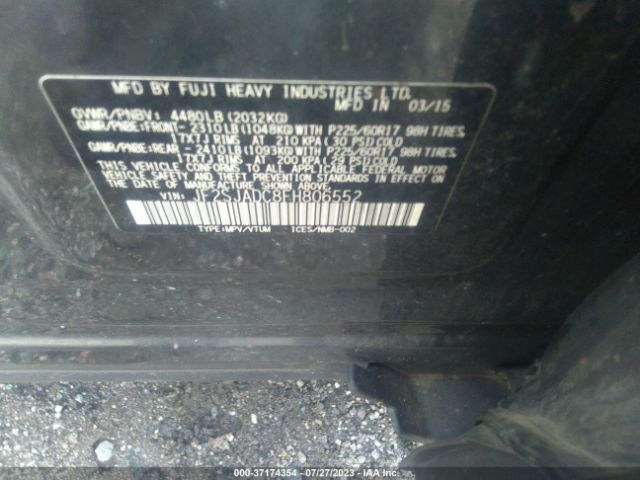 MFD BY FUJI HEAVY INDUSTRIES LTD.
MFD IN 03/15
GVWR/PNBV: 4480LB(2032KG)
GAWR/PNBE:FRONT- 2310LB(1048KG)WITH P225/60R17 98H TIRES,
17X7J RIMS AT 210 KPA(30 PSI)COLD
GAWR/PNBE:REAR - 2410LB(1093KG)WITH P225/60R17 98H TIRES,
17X7J RIMS AT 200 KPA(29 PSI)COLD
THIS VEHICLE CONFORMS TO ALL APPLICABLE FEDERAL MOTOR
VEHICLE SAFETY, BUMPER, AND THEFT PREVENTION
STANDARDS IN EFFECT ON THE DATE OF MANUFACTURE
SHOWN ABOVE.
VIN: JF2SJADC8FH806552
TYPE:MPV/VTUM ICES/NMB-002
000-37174354 / 07/27/2023 - IAA Inc.